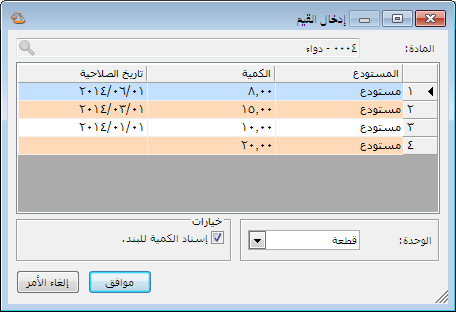 إدخال القيم
المادة: ٠٠٠٤ - دواء
المستودع الكمية تاريخ الصلاحية
١ مستودع ٨,٠٠ ٢٠١٤/٠٦/٠١
٢ مستودع ١٥,٠٠ ٢٠١٤/٠٣/٠١
٣ مستودع ١٠,٠٠ ٢٠١٤/٠١/٠١
٤ مستودع ٢٠,٠٠
خيارات
الوحدة: قطعة إسناد الكمية للبند.
موافق إلغاء الأمر